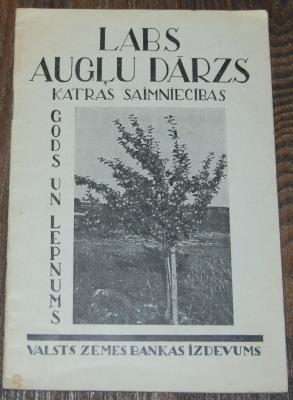 LABS
AUGĻU DĀRZS
KATRAS SAIMNIECĪBAS
GODS UN LEPNUMS
VALSTS ZEMES BANKAS IZDEVUMS